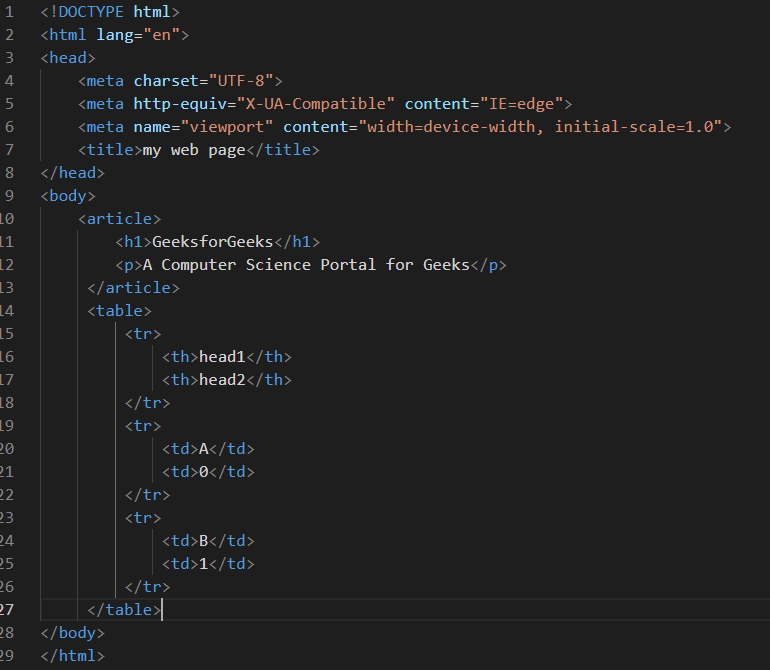 1 <!DOCTYPE html>
2 <html lang="en">
3 <head>
4     <meta charset="UTF-8">
5     <meta http-equiv="X-UA-Compatible" content="IE=edge">
6     <meta name="viewport" content="width=device-width, initial-scale=1.0">
7     <title>my web page</title>
8 </head>
9 <body>
10     <article>
11         <h1>GeeksforGeeks</h1>
12         <p>A Computer Science Portal for Geeks</p>
13      </article>
14      <table>
15          <tr>
16              <th>head1</th>
17              <th>head2</th>
18          </tr>
19          <tr>
20              <td>A</td>
21              <td>0</td>
22          </tr>
23          <tr>
24              <td>B</td>
25              <td>1</td>
26          </tr>
27      </table>
28 </body>
29 </html>